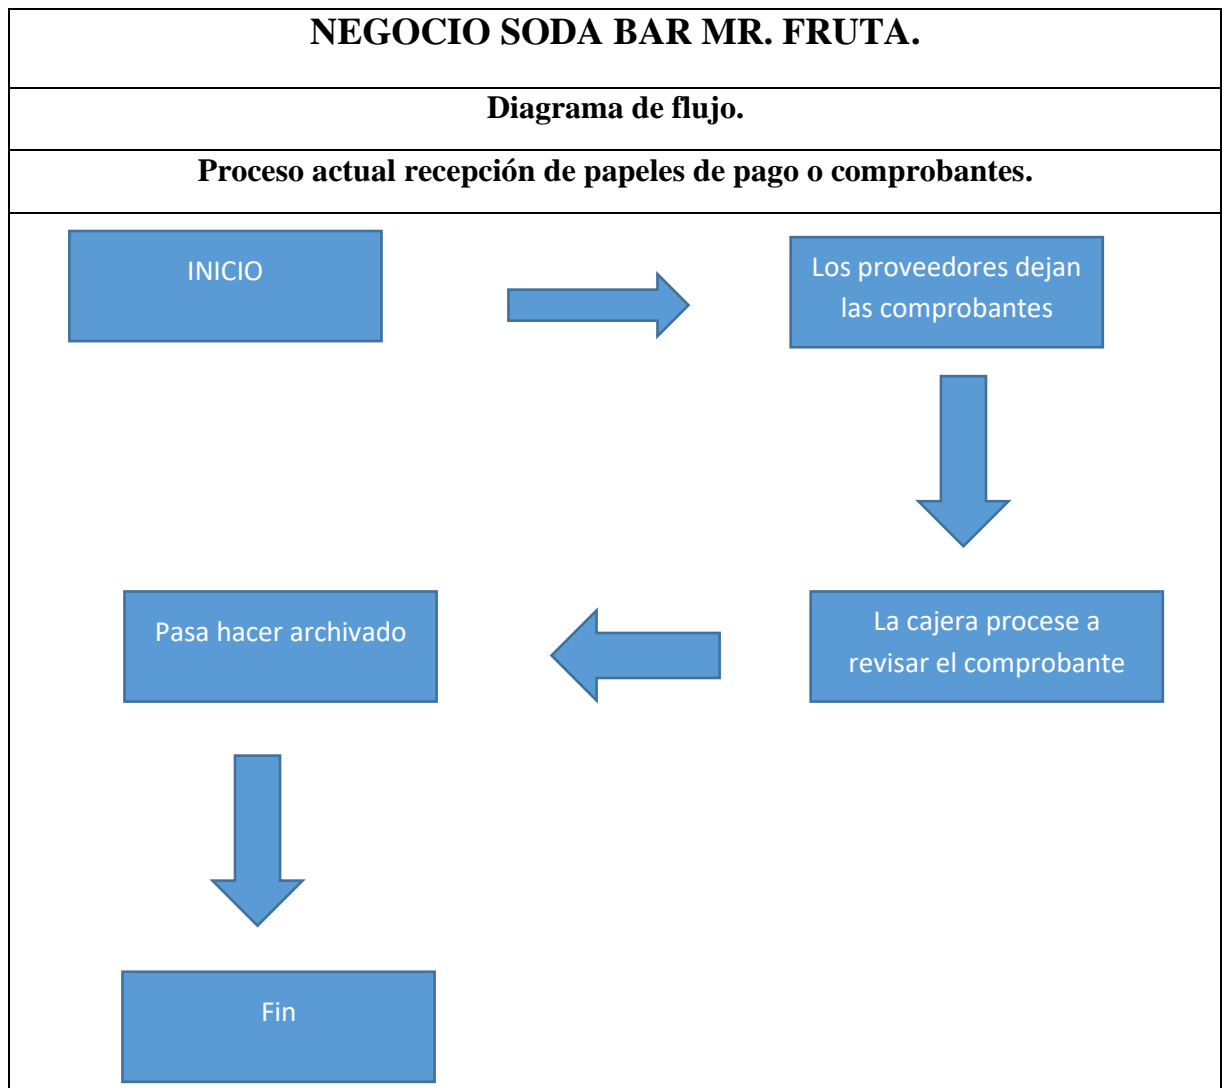 NEGOCIO SODA BAR MR. FRUTA.
Diagrama de flujo.
Proceso actual recepción de papeles de pago o comprobantes.
INICIO
Los proveedores dejan
las comprobantes
La cajera procese a
revisar el comprobante
Pasa hacer archivado
Fin